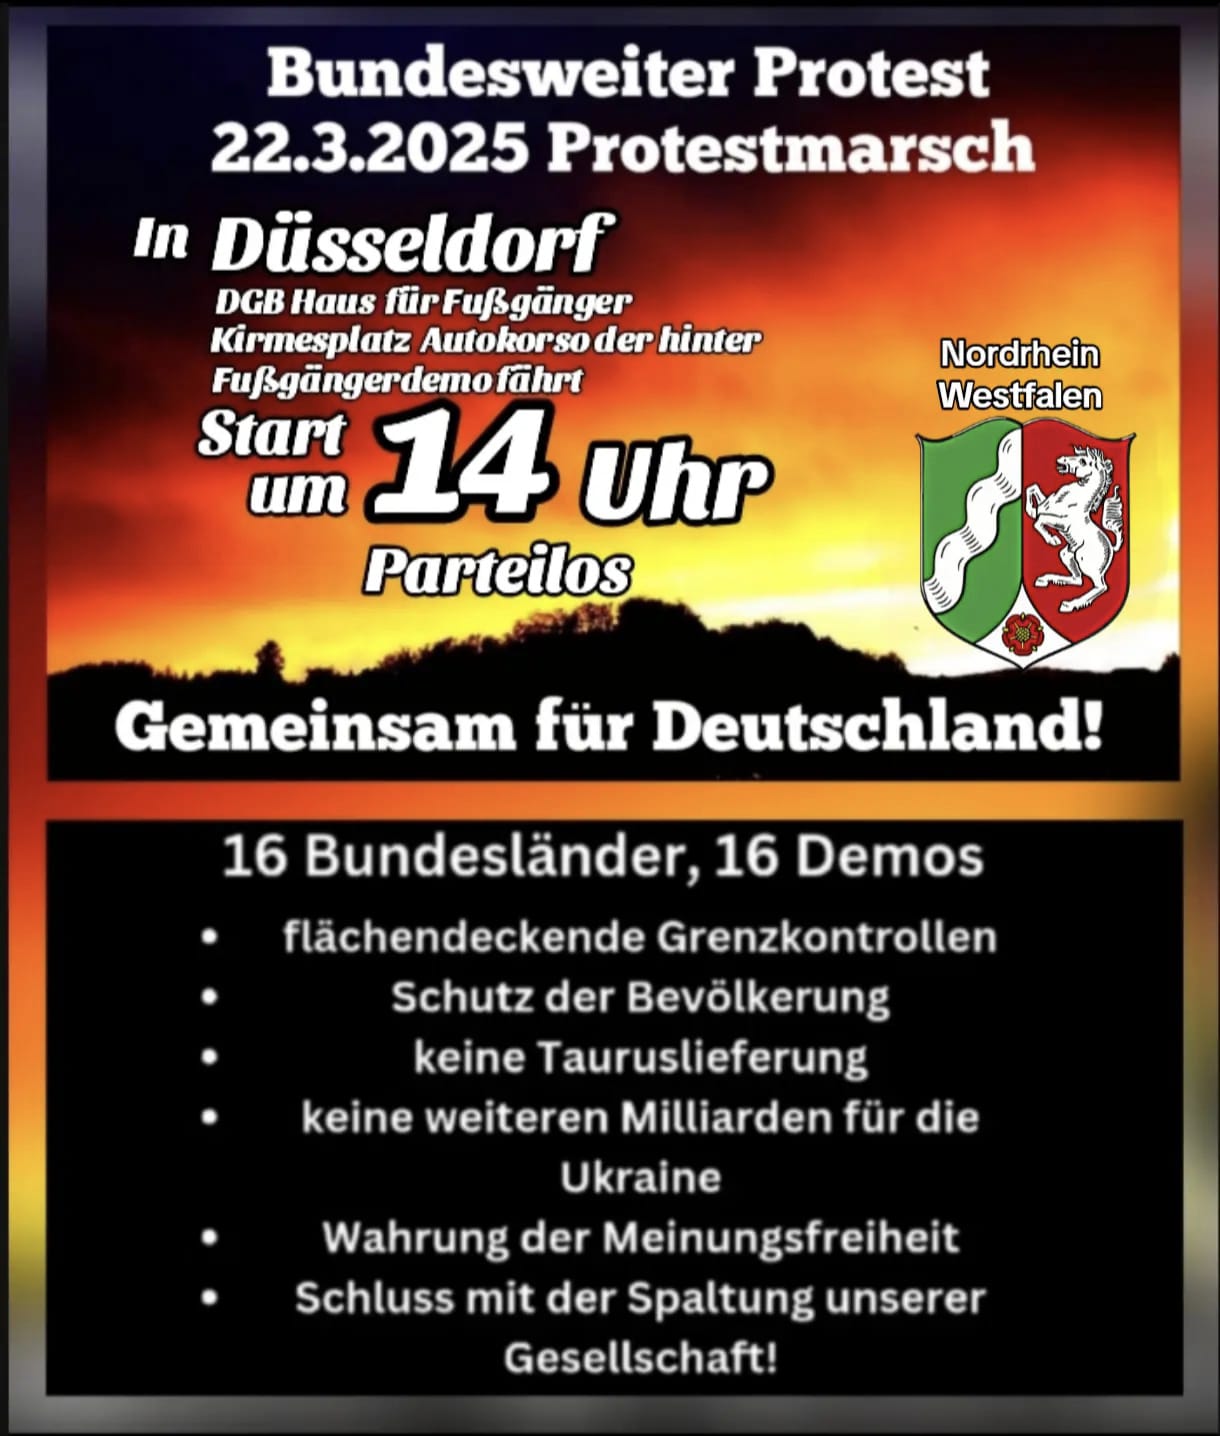 Bundesweiter Protest
22.3.2025 Protestmarsch
In Düsseldorf
DGB Haus für Fußgänger
Kirmesplatz Autokorso der hinter
Fußgängerdemo fährt
Start
um 14 Uhr
Parteilos
Nordrhein
Westfalen
Gemeinsam für Deutschland!
16 Bundesländer, 16 Demos
• flächendeckende Grenzkontrollen
• Schutz der Bevölkerung
• keine Tauruslieferung
• keine weiteren Milliarden für die
Ukraine
• Wahrung der Meinungsfreiheit
• Schluss mit der Spaltung unserer
Gesellschaft!